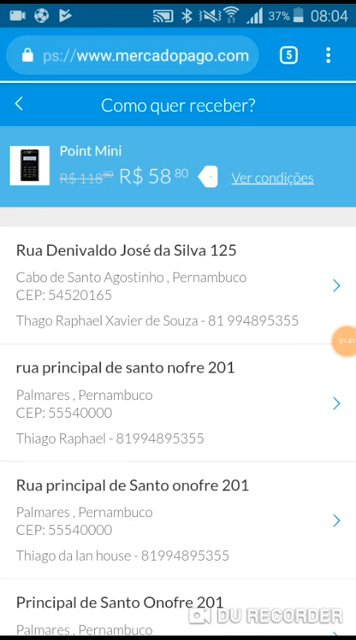 37% 08:04
ps://www.mercadopago.com 5
Como quer receber?
Point Mini
R$ 118 80 R$ 58 80 Ver condições
Rua Denivaldo José da Silva 125
Cabo de Santo Agostinho , Pernambuco
CEP: 54520165
Thago Raphael Xavier de Souza - 81 994895355
rua principal de santo nofre 201
Palmares , Pernambuco
CEP: 55540000
Thiago Raphael - 81994895355
Rua principal de Santo onofre 201
Palmares , Pernambuco
CEP: 55540000
Thiago da lan house - 81994895355
Principal de Santo Onofre 201
Palmares , Pernambuco
DU RECORDER